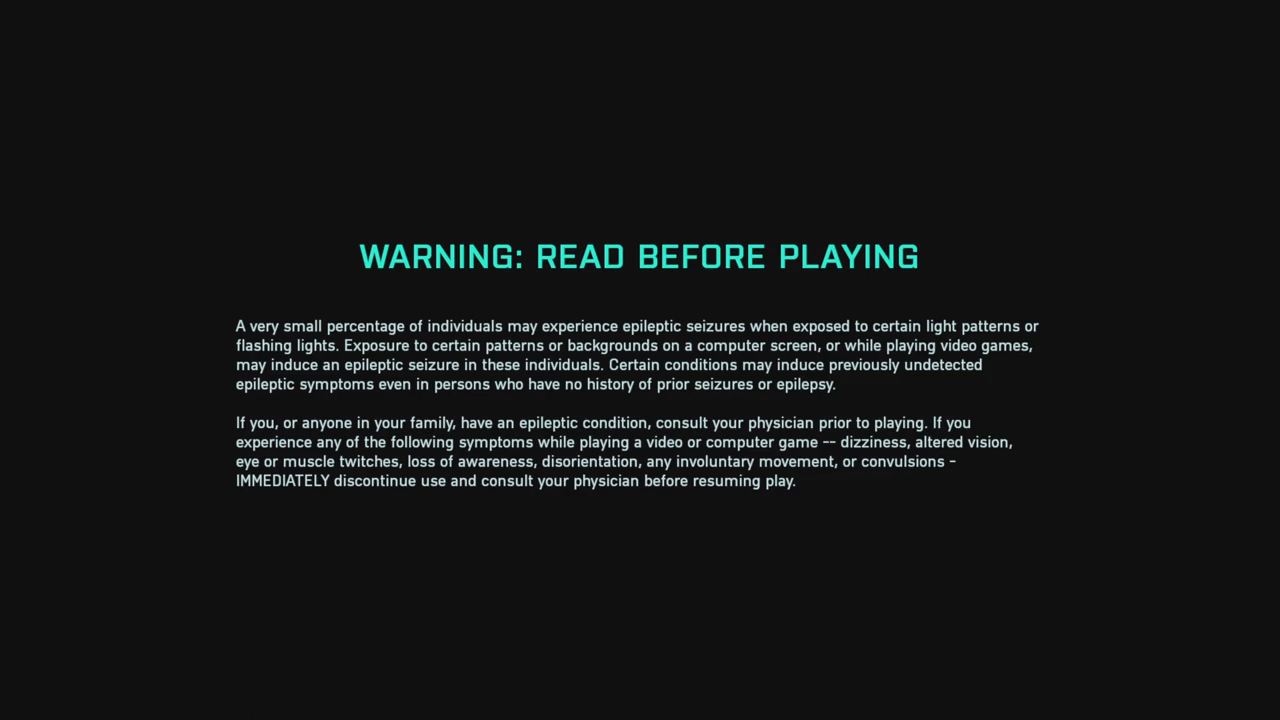 WARNING: READ BEFORE PLAYING
A very small percentage of individuals may experience epileptic seizures when exposed to certain light patterns or
flashing lights. Exposure to certain patterns or backgrounds on a computer screen, or while playing video games,
may induce an epileptic seizure in these individuals. Certain conditions may induce previously undetected
epileptic symptoms even in persons who have no history of prior seizures or epilepsy.
If you, or anyone in your family, have an epileptic condition, consult your physician prior to playing. If you
experience any of the following symptoms while playing a video or computer game -- dizziness, altered vision,
eye or muscle twitches, loss of awareness, disorientation, any involuntary movement, or convulsions -
IMMEDIATELY discontinue use and consult your physician before resuming play.